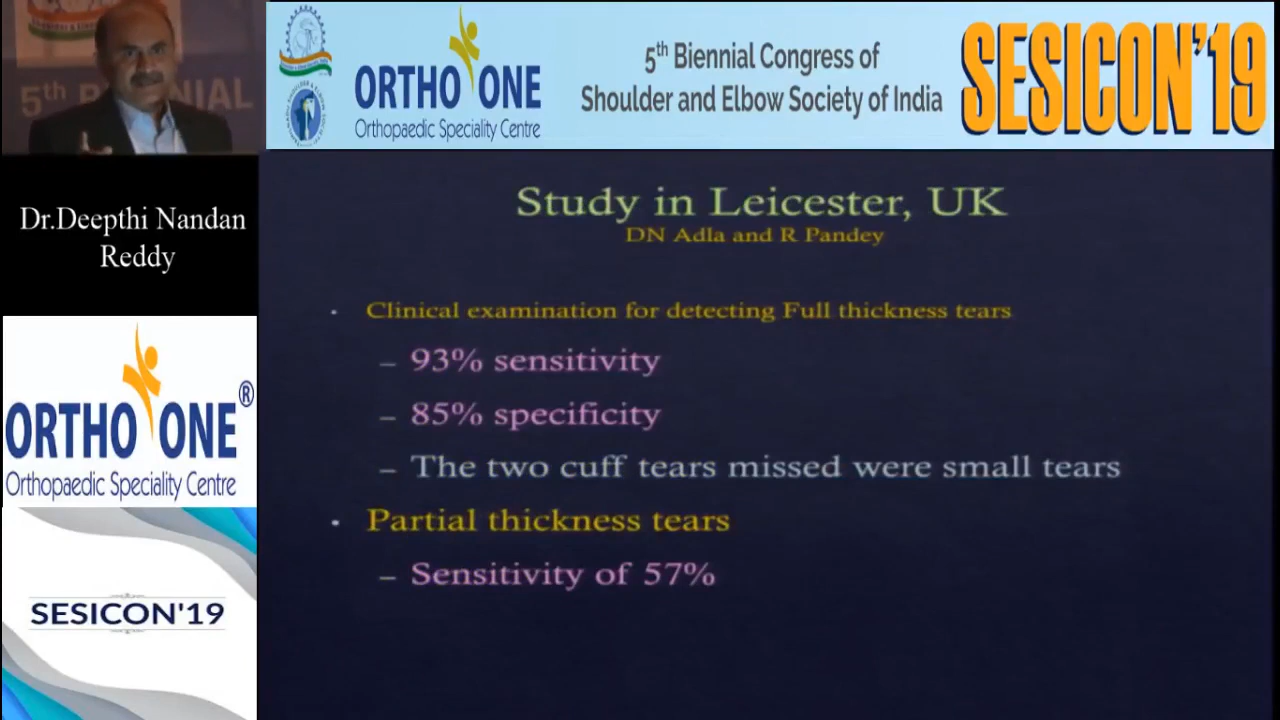 5th BIENNIAL
ORTHO ONE
Orthopaedic Speciality Centre
5th Biennial Congress of
Shoulder and Elbow Society of India
SESICON'19
Dr.Deepthi Nandan
Reddy
ORTHO ONE®
Orthopaedic Speciality Centre
SESICON'19
Study in Leicester, UK
DN Adla and R Pandey
• Clinical examination for detecting Full thickness tears
– 93% sensitivity
– 85% specificity
– The two cuff tears missed were small tears
• Partial thickness tears
– Sensitivity of 57%